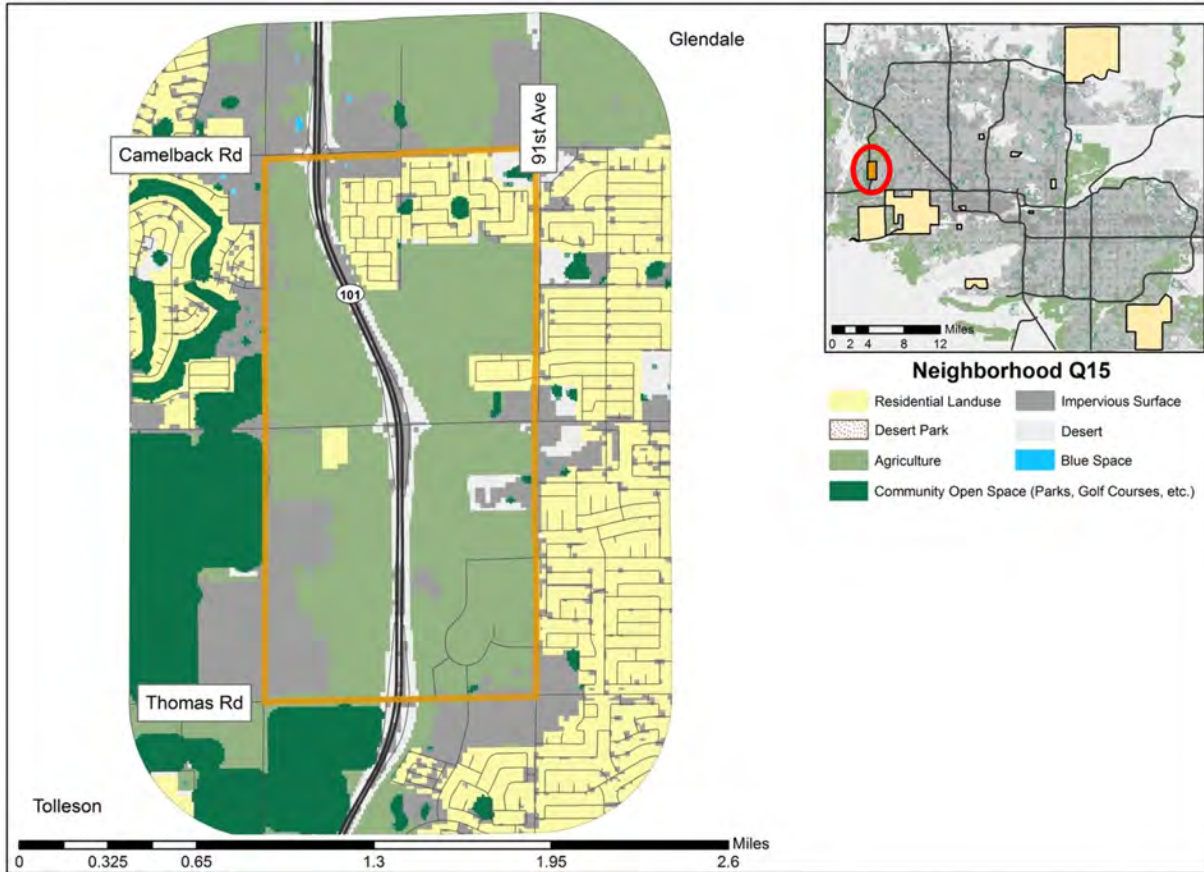 Glendale
91st Ave
Camelback Rd
101
Thomas Rd
Tolleson
Miles
0 0.325 0.65 1.3 1.95 2.6
Miles
0 2 4 8 12
Neighborhood Q15
Residential Landuse
Impervious Surface
Desert Park
Desert
Agriculture
Blue Space
Community Open Space (Parks, Golf Courses, etc.)